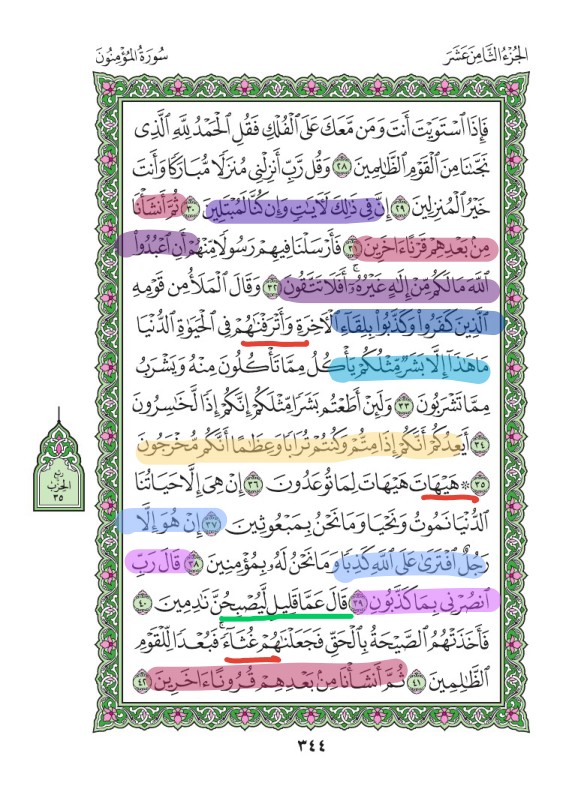 الجُزْءُ الثَّامِنَ عَشَرَ
سُورَةُ المُؤْمِنُونَ
فَإِذَا ٱسْتَوَيْتَ أَنتَ وَمَن مَّعَكَ عَلَى ٱلْفُلْكِ فَقُلِ ٱلْحَمْدُ لِلَّهِ ٱلَّذِى
نَجَّىٰنَا مِنَ ٱلْقَوْمِ ٱلظَّـٰلِمِينَ ٢٨ وَقُل رَّبِّ أَنزِلْنِى مُنزَلًا مُّبَارَكًا وَأَنتَ
خَيْرُ ٱلْمُنزِلِينَ ٢٩ إِنَّ فِى ذَٰلِكَ لَـَٔايَـٰتٍ وَإِن كُنَّا لَمُبْتَلِينَ ٣٠ ثُمَّ أَنشَأْنَا
مِنۢ بَعْدِهِمْ قَرْنًا ءَاخَرِينَ ٣١ فَأَرْسَلْنَا فِيهِمْ رَسُولًا مِّنْهُمْ أَنِ ٱعْبُدُوا۟
ٱللَّهَ مَا لَكُم مِّنْ إِلَـٰهٍ غَيْرُهُۥٓ ۖ أَفَلَا تَتَّقُونَ ٣٢ وَقَالَ ٱلْمَلَأُ مِن قَوْمِهِ
ٱلَّذِينَ كَفَرُوا۟ وَكَذَّبُوا۟ بِلِقَآءِ ٱلْـَٔاخِرَةِ وَأَتْرَفْنَـٰهُمْ فِى ٱلْحَيَوٰةِ ٱلدُّنْيَا
مَا هَـٰذَآ إِلَّا بَشَرٌ مِّثْلُكُمْ يَأْكُلُ مِمَّا تَأْكُلُونَ مِنْهُ وَيَشْرَبُ
مِمَّا تَشْرَبُونَ ٣٣ وَلَئِنْ أَطَعْتُم بَشَرًا مِّثْلَكُمْ إِنَّكُمْ إِذًا لَّخَـٰسِرُونَ
٣٤ أَيَعِدُكُمْ أَنَّكُمْ إِذَا مِتُّمْ وَكُنتُمْ تُرَابًا وَعِظَـٰمًا أَنَّكُم مُّخْرَجُونَ
٣٥ ۞ هَيْهَاتَ هَيْهَاتَ لِمَا تُوعَدُونَ ٣٦ إِنْ هِىَ إِلَّا حَيَاتُنَا
ٱلدُّنْيَا نَمُوتُ وَنَحْيَا وَمَا نَحْنُ بِمَبْعُوثِينَ ٣٧ إِنْ هُوَ إِلَّا
رَجُلٌ ٱفْتَرَىٰ عَلَى ٱللَّهِ كَذِبًا وَمَا نَحْنُ لَهُۥ بِمُؤْمِنِينَ ٣٨ قَالَ رَبِّ
ٱنصُرْنِى بِمَا كَذَّبُونِ ٣٩ قَالَ عَمَّا قَلِيلٍ لَّيُصْبِحُنَّ نَـٰدِمِينَ ٤٠
فَأَخَذَتْهُمُ ٱلصَّيْحَةُ بِٱلْحَقِّ فَجَعَلْنَـٰهُمْ غُثَآءً ۚ فَبُعْدًا لِّلْقَوْمِ
ٱلظَّـٰلِمِينَ ٤١ ثُمَّ أَنشَأْنَا مِنۢ بَعْدِهِمْ قُرُونًا ءَاخَرِينَ ٤٢
رُبع
الحِزْب
٣٥
٣٤٤